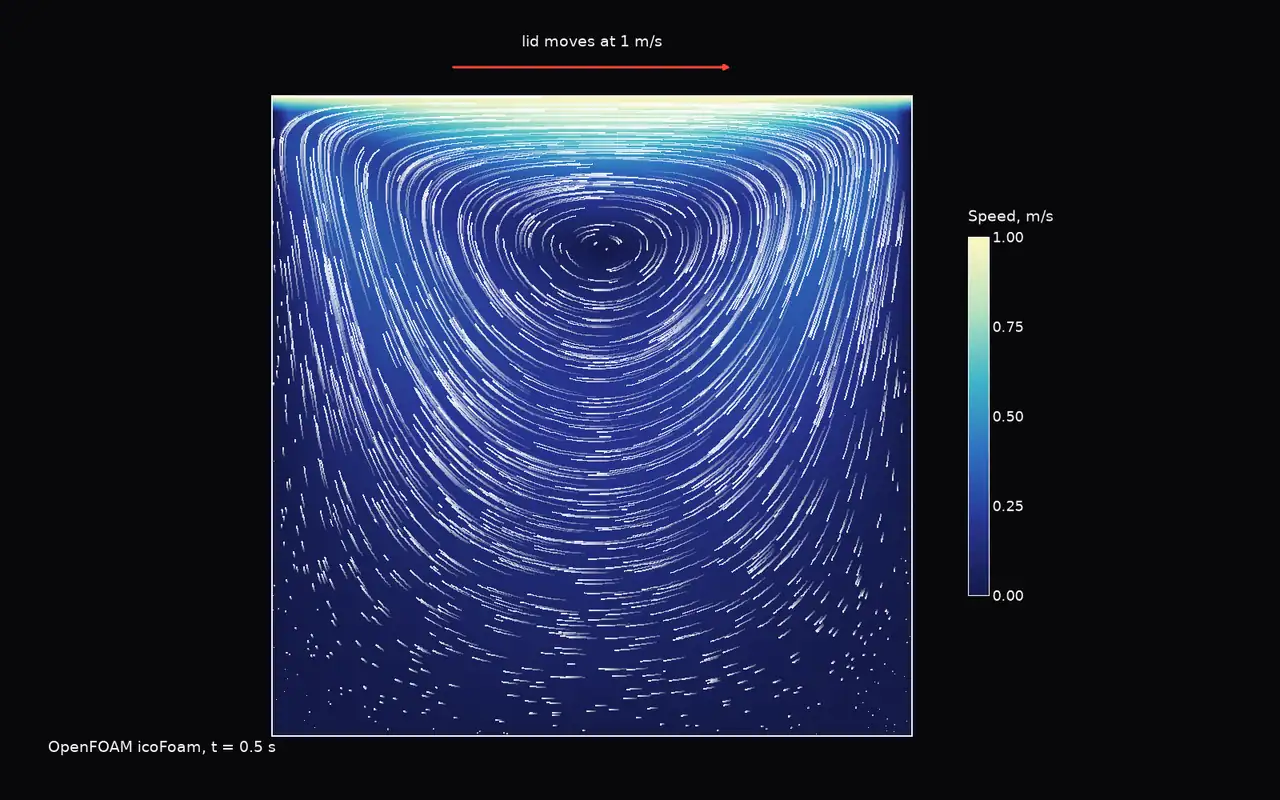 lid moves at 1 m/s
Speed, m/s
1.00
0.75
0.50
0.25
0.00
OpenFOAM icoFoam, t = 0.5 s